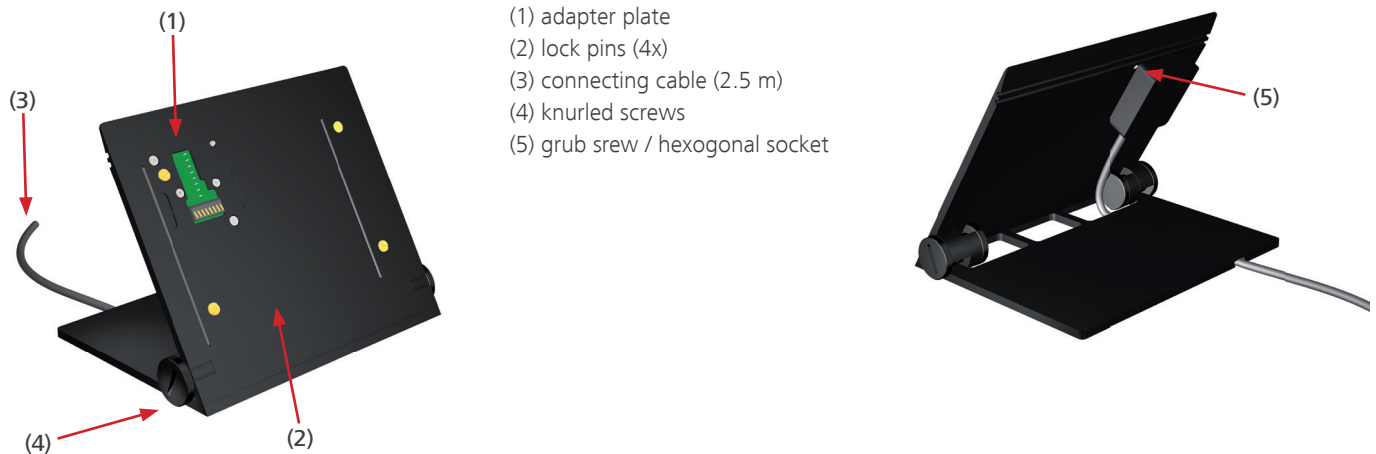 (1)
(3)
(4)
(2)
(1) adapter plate
(2) lock pins (4x)
(3) connecting cable (2.5 m)
(4) knurled screws
(5) grub srew / hexogonal socket
(5)